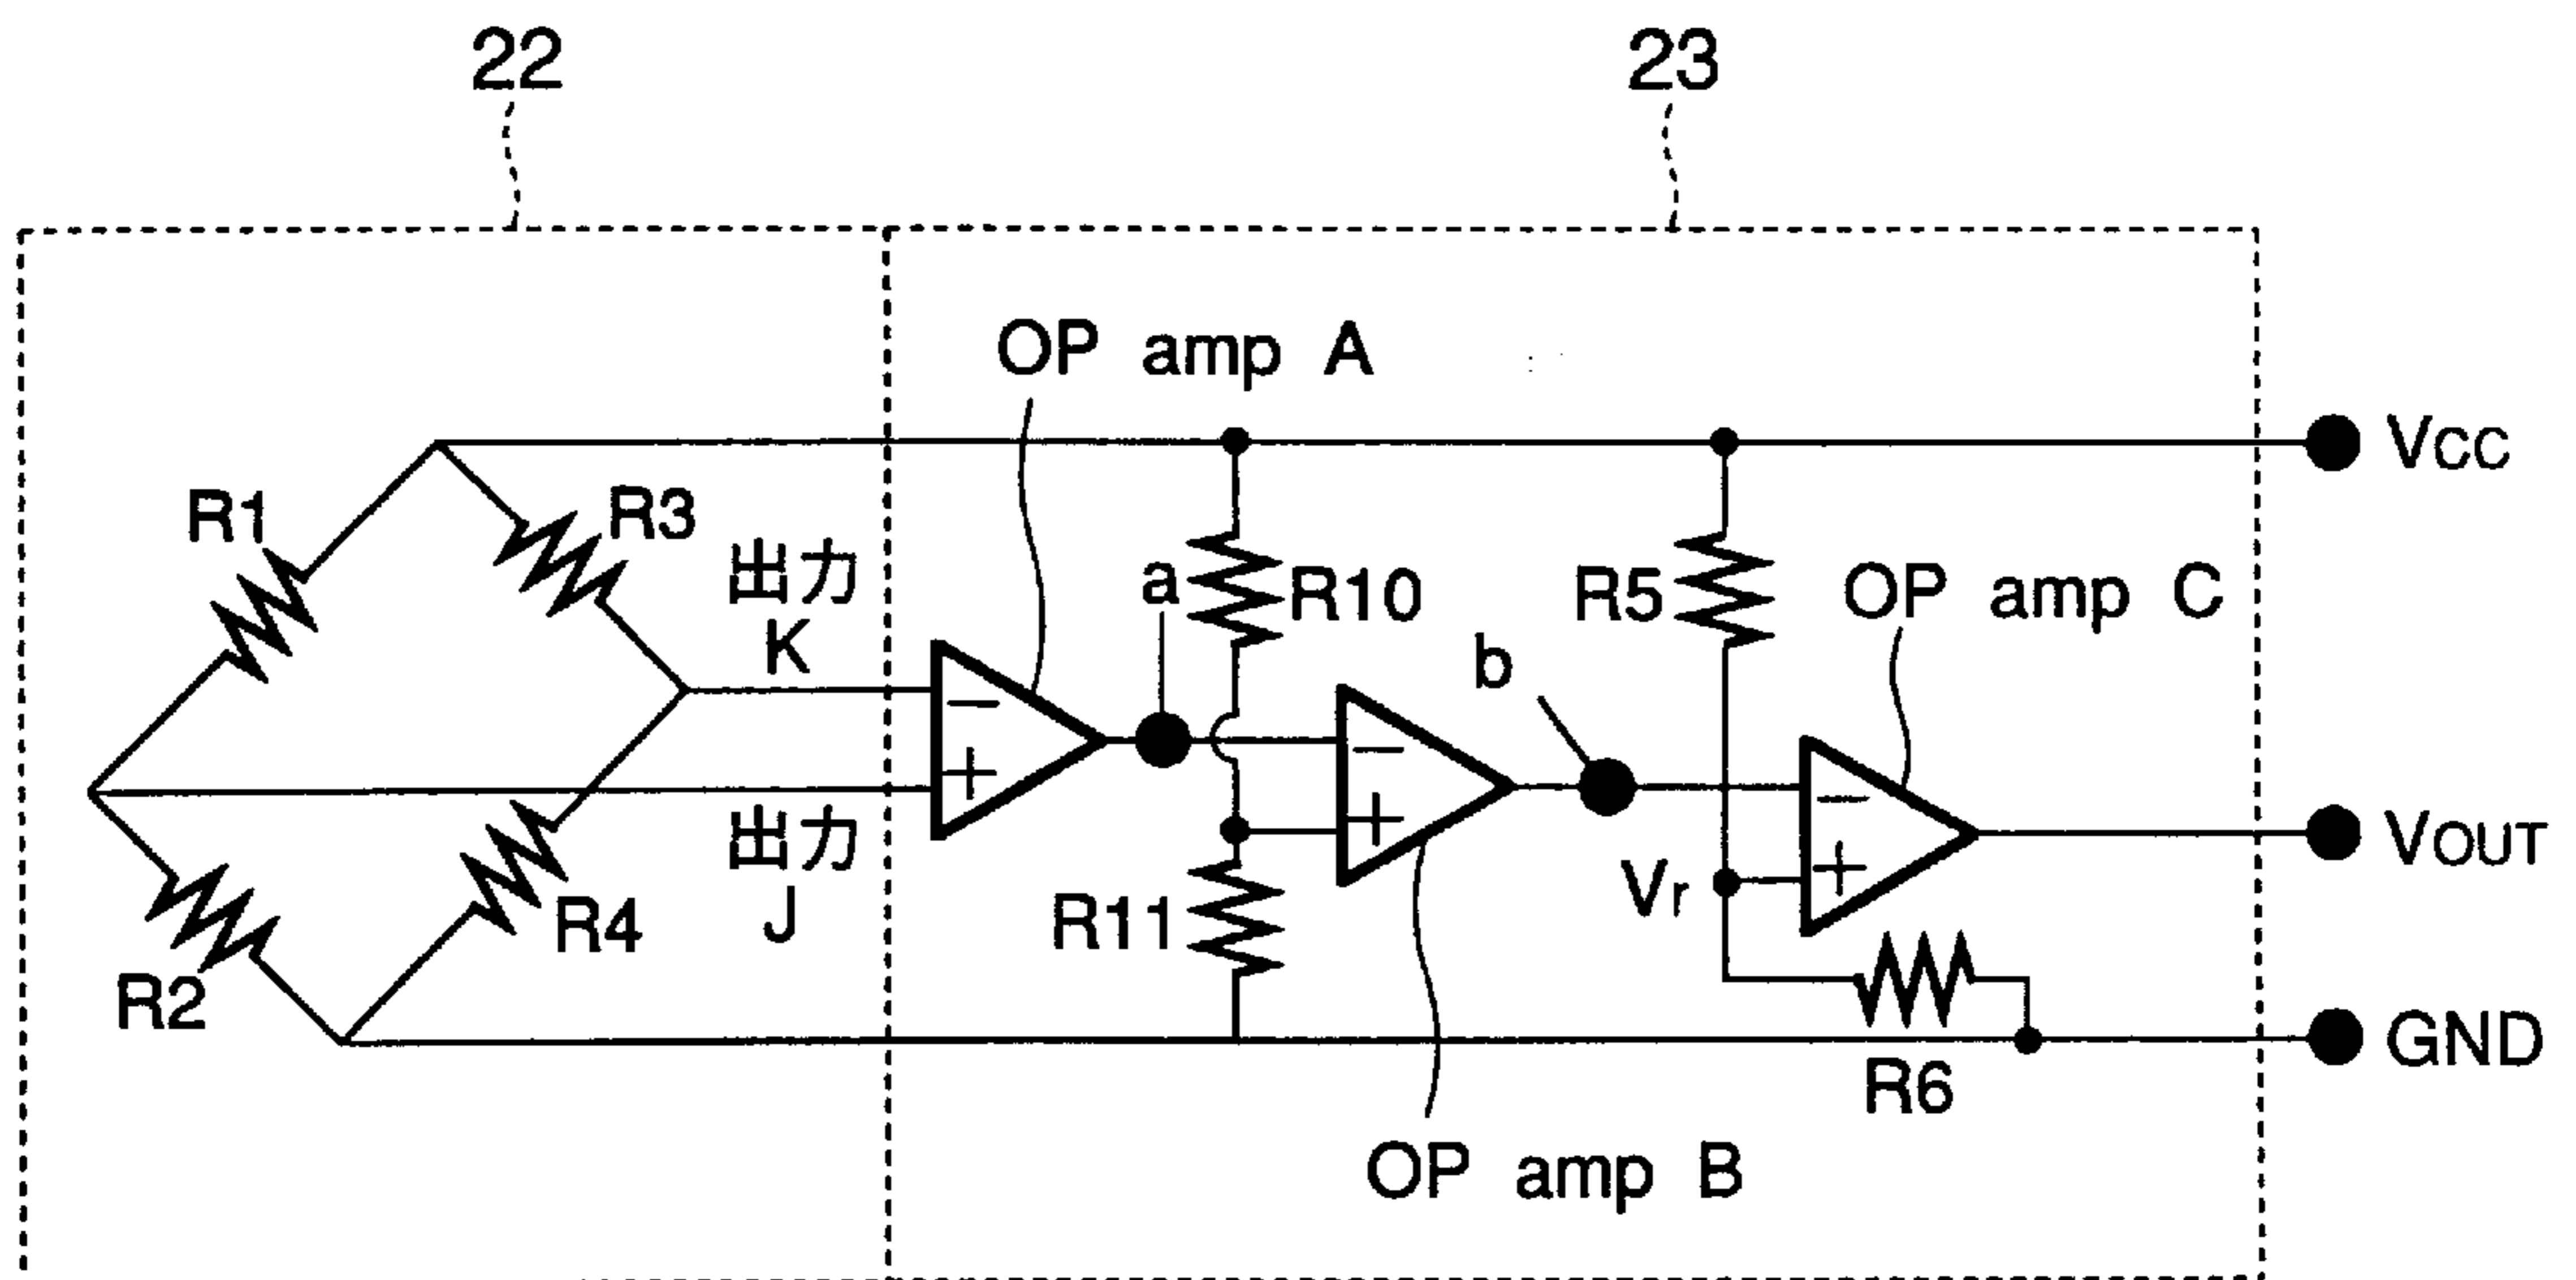 22
23
OP amp A
VCC
R1
R3
出力
K
a
R10
R5
OP amp C
b
出力
J
VOUT
Vr
R11
R4
R2
GND
R6
OP amp B